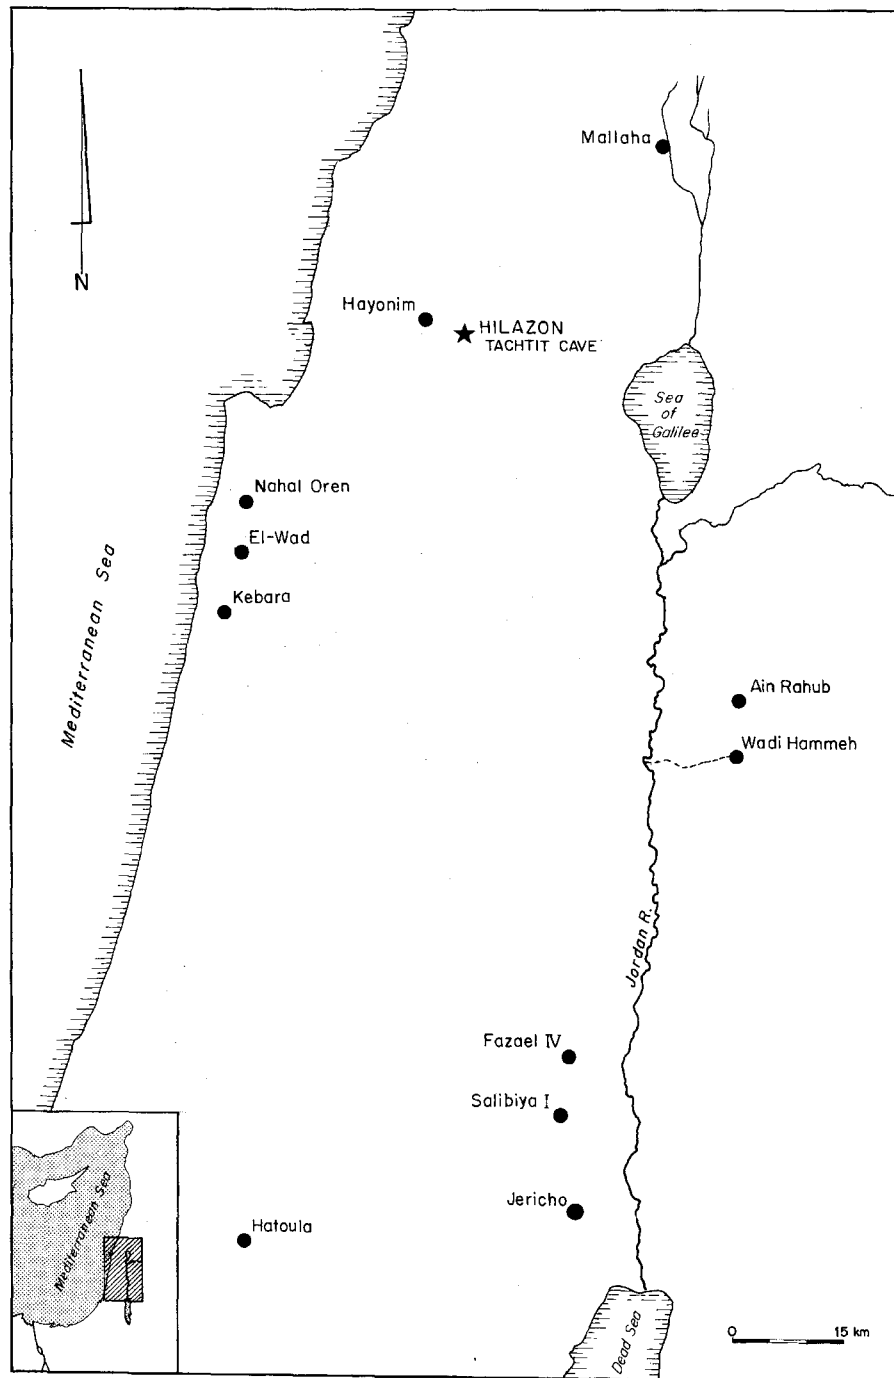 Mallaha
N
Hayonim
HILAZON
TACHTIT CAVE
Sea
of
Galilee
Nahal Oren
El-Wad
Kebara
Mediterranean Sea
Ain Rahub
Wadi Hammeh
Jordan R.
Fazael IV
Salibiya I
Jericho
Hatoula
Mediterranean Sea
Dead Sea
0 15 km